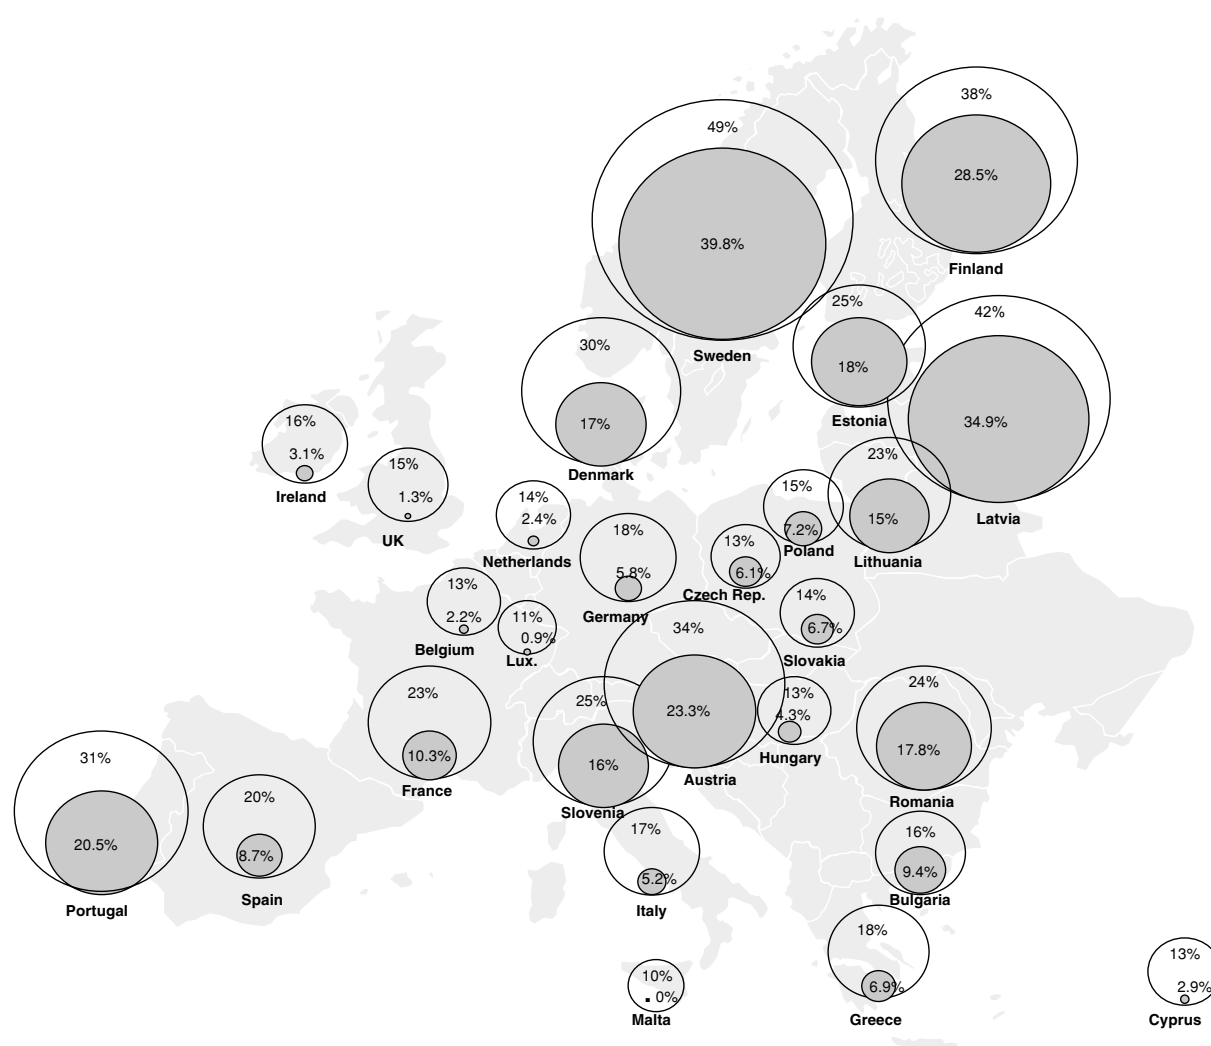 38%
28.5%
Finland
49%
39.8%
Sweden
25%
18%
Estonia
42%
34.9%
Latvia
30%
17%
Denmark
16%
3.1%
Ireland
15%
1.3%
UK
14%
2.4%
Netherlands
18%
5.8%
Germany
13%
6.1%
Czech Rep.
15%
7.2%
Poland
23%
15%
Lithuania
13%
2.2%
Belgium
11%
0.9%
Lux.
34%
23.3%
Austria
14%
6.7%
Slovakia
23%
10.3%
France
25%
16%
Slovenia
13%
4.3%
Hungary
24%
17.8%
Romania
31%
20.5%
Portugal
20%
8.7%
Spain
17%
5.2%
Italy
16%
9.4%
Bulgaria
18%
6.9%
Greece
10%
0%
Malta
13%
2.9%
Cyprus